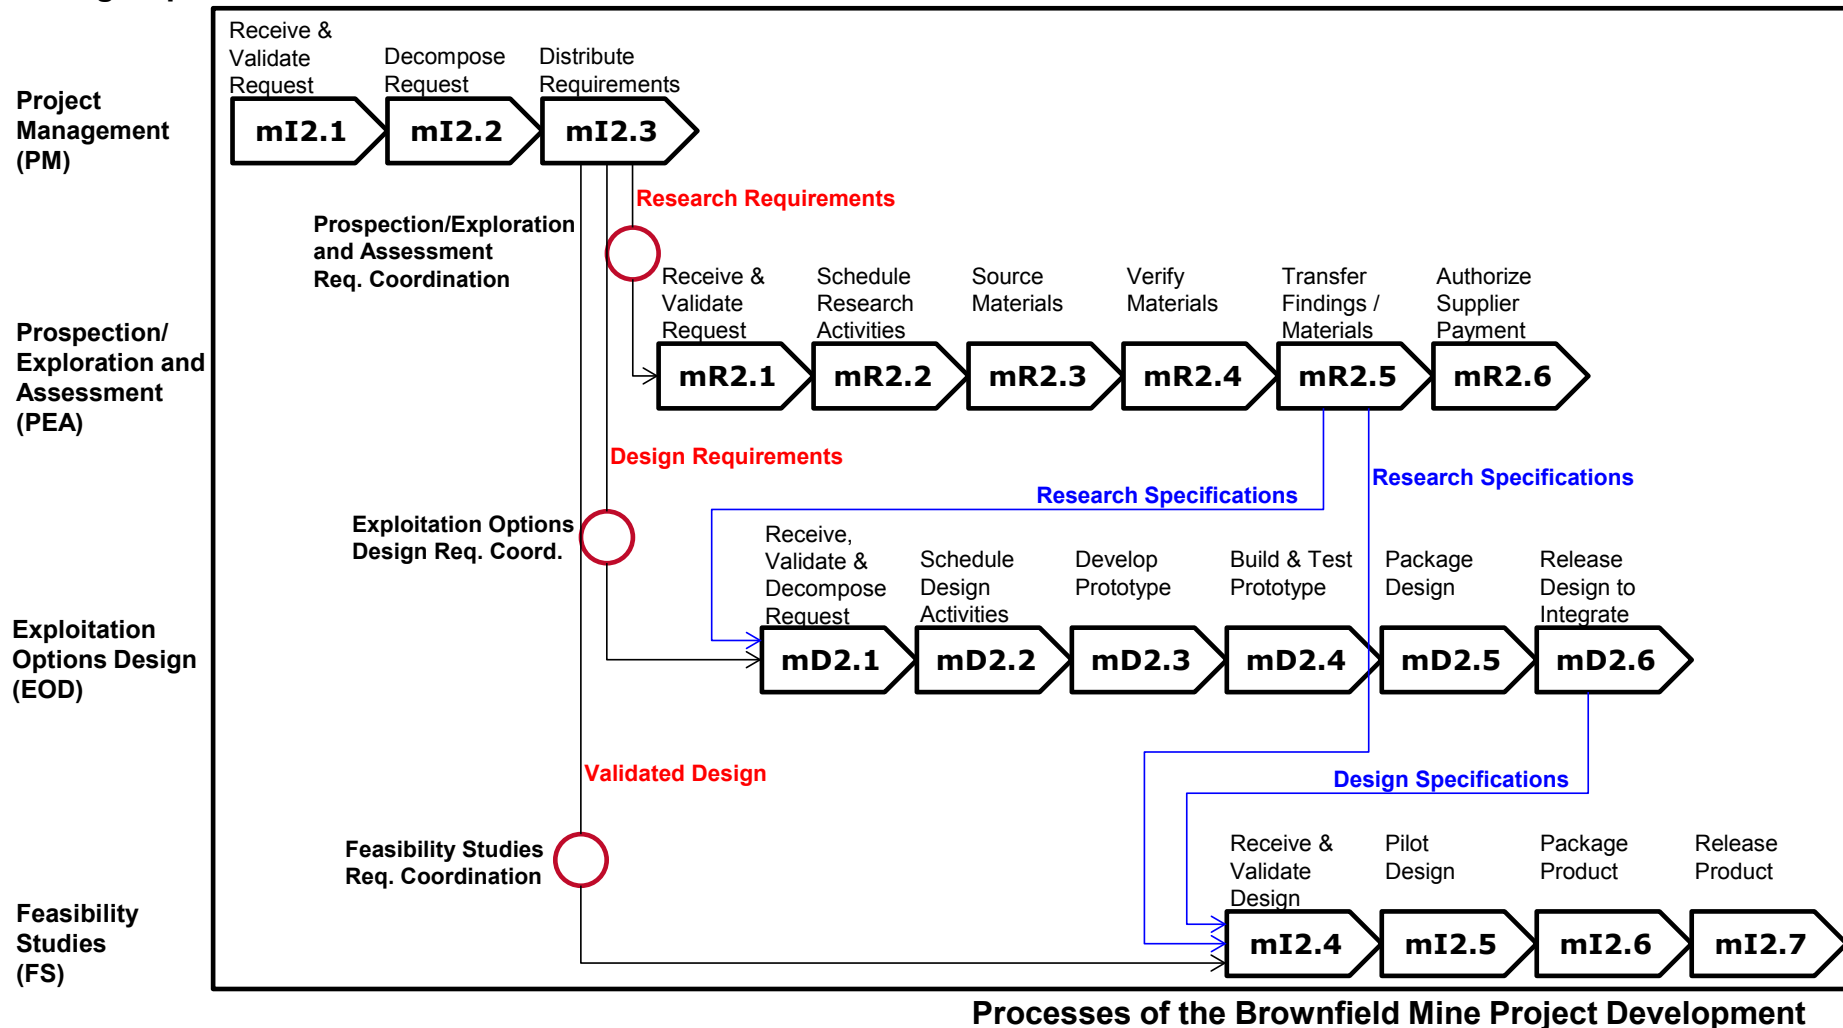 Receive &
Validate
Request
Decompose
Request
Distribute
Requirements
Project
Management
(PM)
mI2.1
mI2.2
mI2.3
Research Requirements
Prospection/Exploration
and Assessment
Req. Coordination
Receive &
Validate
Request
Schedule
Research
Activities
Source
Materials
Verify
Materials
Transfer
Findings /
Materials
Authorize
Supplier
Payment
Prospection/
Exploration and
Assessment
(PEA)
mR2.1
mR2.2
mR2.3
mR2.4
mR2.5
mR2.6
Design Requirements
Research Specifications
Research Specifications
Exploitation Options
Design Req. Coord.
Receive,
Validate &
Decompose
Request
Schedule
Design
Activities
Develop
Prototype
Build & Test
Prototype
Package
Design
Release
Design to
Integrate
Exploitation
Options Design
(EOD)
mD2.1
mD2.2
mD2.3
mD2.4
mD2.5
mD2.6
Validated Design
Design Specifications
Feasibility Studies
Req. Coordination
Receive &
Validate
Design
Pilot
Design
Package
Product
Release
Product
Feasibility
Studies
(FS)
mI2.4
mI2.5
mI2.6
mI2.7
Processes of the Brownfield Mine Project Development